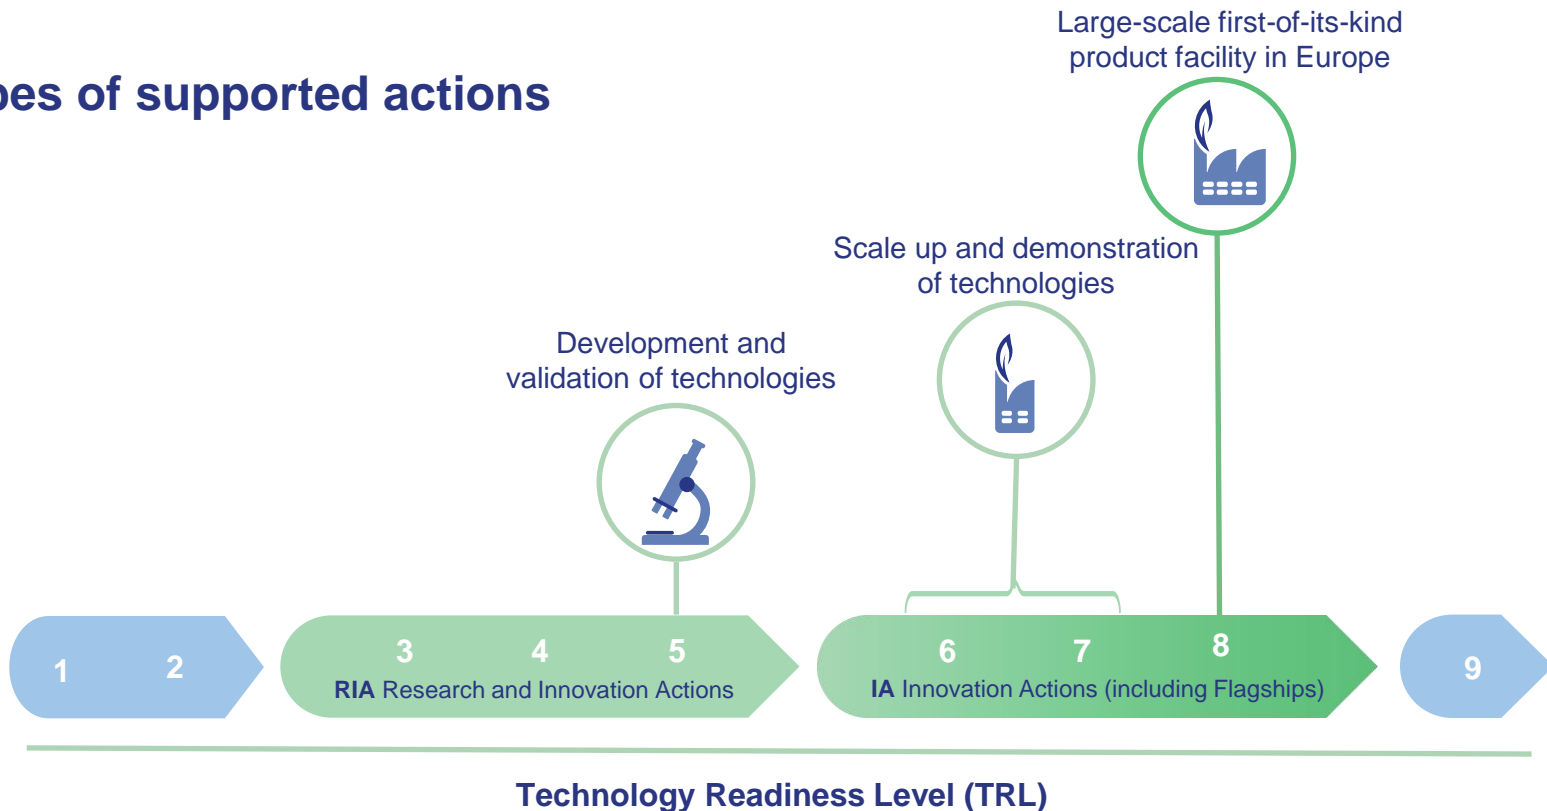 Large-scale first-of-its-kind
product facility in Europe
pes of supported actions
Scale up and demonstration
of technologies
Development and
validation of technologies
1 2 3 4 5 6 7 8 9
RIA Research and Innovation Actions
IA Innovation Actions (including Flagships)
Technology Readiness Level (TRL)